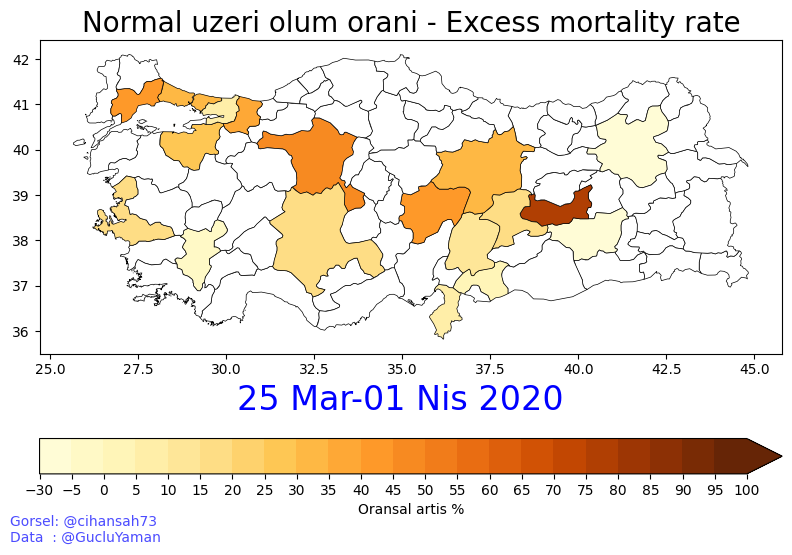 Normal uzeri olum orani - Excess mortality rate
42
41
40
39
38
37
36
25.0 27.5 30.0 32.5 35.0 37.5 40.0 42.5 45.0
25 Mar-01 Nis 2020
−30 −5 0 5 10 15 20 25 30 35 40 45 50 55 60 65 70 75 80 85 90 95 100
Oransal artis %
Gorsel: @cihansah73
Data : @GucluYaman